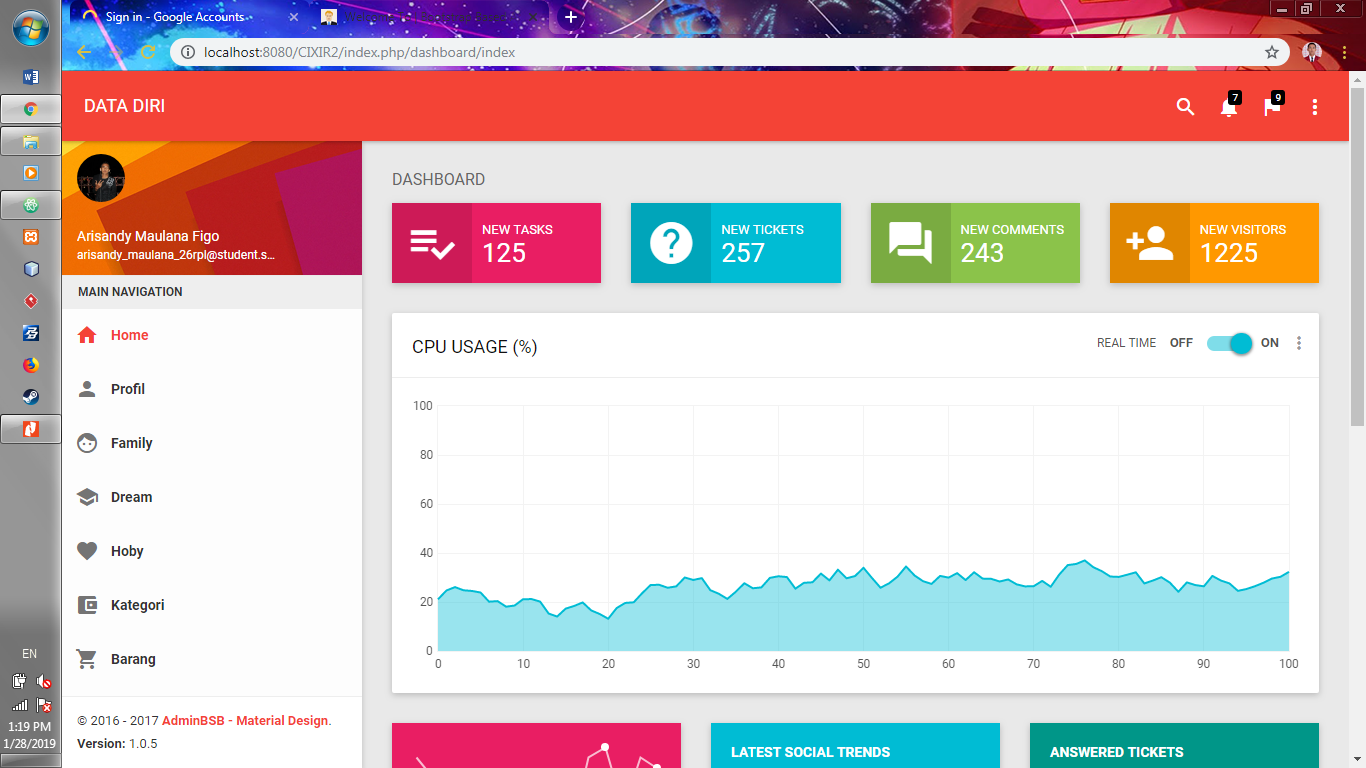 Sign in - Google Accounts
localhost:8080/CIXIR2/index.php/dashboard/index
DATA DIRI
7
9
Arisandy Maulana Figo
arisandy_maulana_26rpl@student.s...
MAIN NAVIGATION
Home
Profil
Family
Dream
Hoby
Kategori
Barang
© 2016 - 2017 AdminBSB - Material Design.
Version: 1.0.5
DASHBOARD
NEW TASKS
125
NEW TICKETS
257
NEW COMMENTS
243
NEW VISITORS
1225
CPU USAGE (%)
REAL TIME OFF ON
100
80
60
40
20
0
0 10 20 30 40 50 60 70 80 90 100
LATEST SOCIAL TRENDS
ANSWERED TICKETS
EN
1:19 PM
1/28/2019